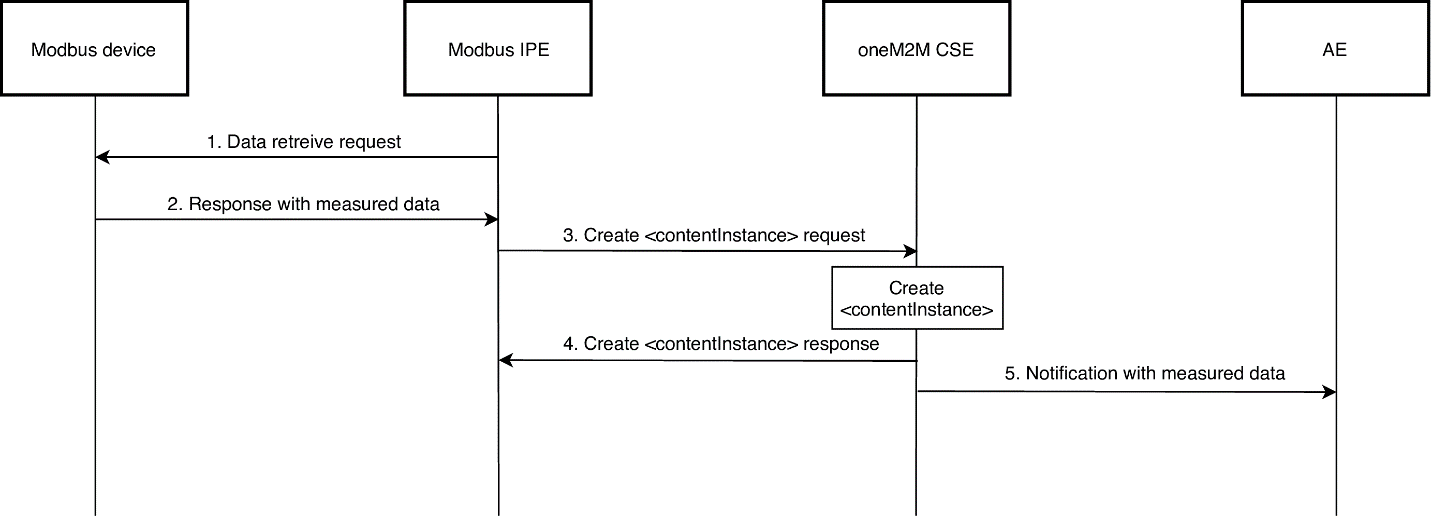 Modbus device
Modbus IPE
oneM2M CSE
AE
1. Data retreive request
2. Response with measured data
3. Create <contentInstance> request
Create
<contentInstance>
4. Create <contentInstance> response
5. Notification with measured data